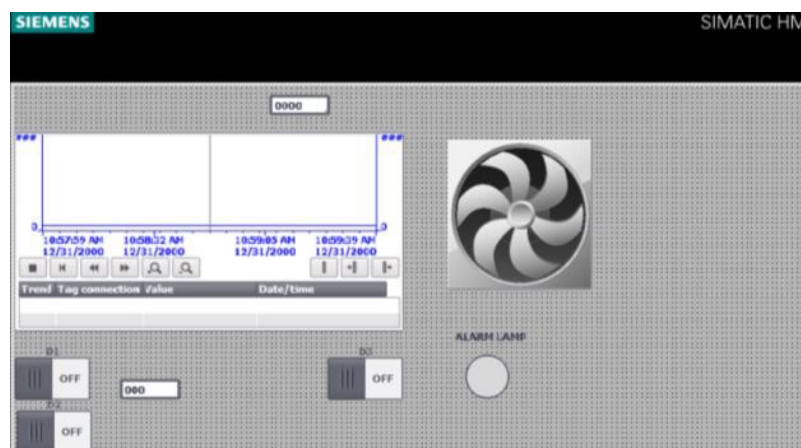 SIEMENS
SIMATIC HM
0000
### ###
0 0
10:57:59 AM 10:58:32 AM 10:59:05 AM 10:59:39 AM
12/31/2000 12/31/2000 12/31/2000 12/31/2000
Trend Tag connection Value Date/time
ALARM LAMP
D1
D3
OFF
000
OFF
D2
OFF